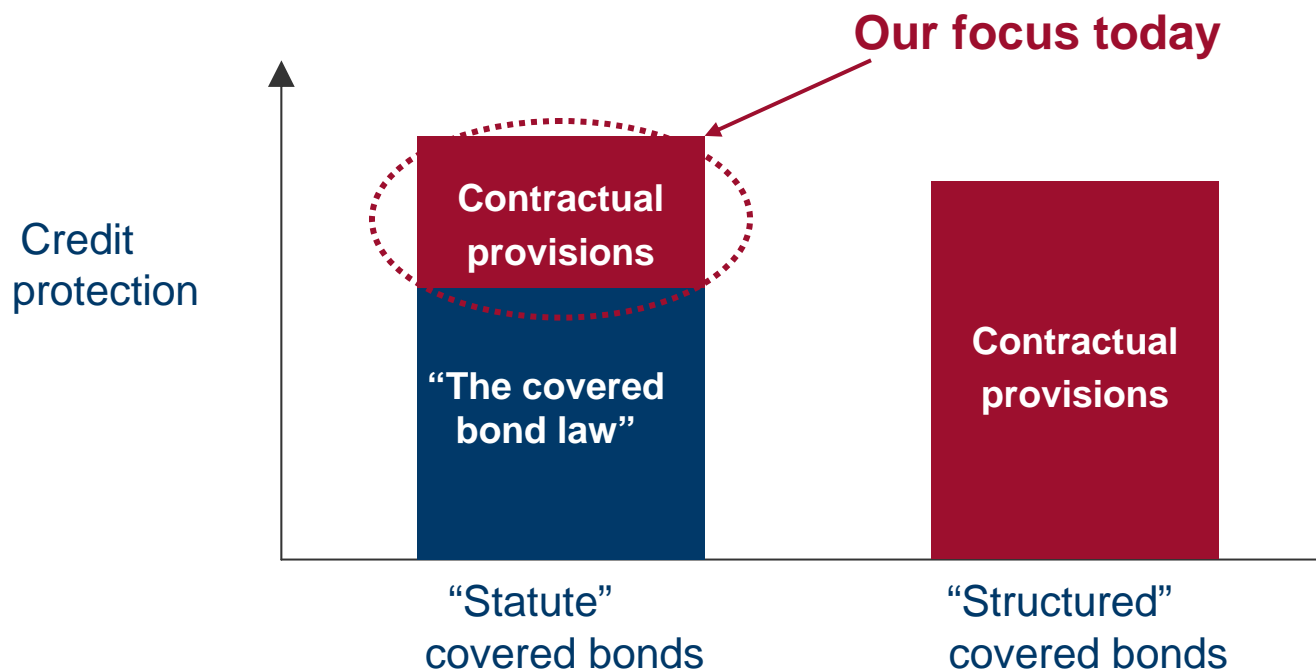 Our focus today
Contractual
provisions
Credit
protection
“The covered
bond law”
Contractual
provisions
“Statute”
covered bonds
“Structured”
covered bonds